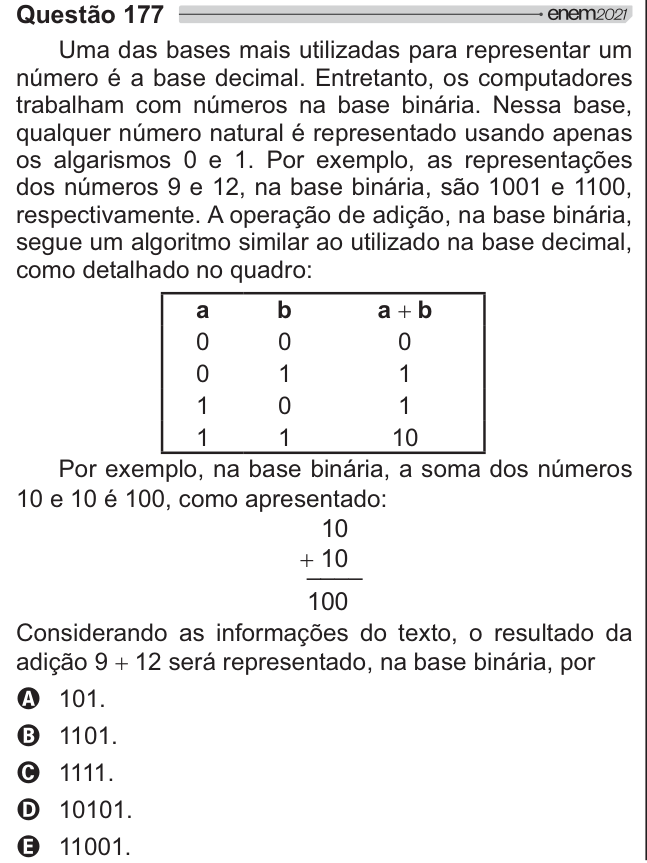 Questão 177 enem2021
Uma das bases mais utilizadas para representar um
número é a base decimal. Entretanto, os computadores
trabalham com números na base binária. Nessa base,
qualquer número natural é representado usando apenas
os algarismos 0 e 1. Por exemplo, as representações
dos números 9 e 12, na base binária, são 1001 e 1100,
respectivamente. A operação de adição, na base binária,
segue um algoritmo similar ao utilizado na base decimal,
como detalhado no quadro:
a b a + b
0 0 0
0 1 1
1 0 1
1 1 10
Por exemplo, na base binária, a soma dos números
10 e 10 é 100, como apresentado:
10
+ 10
100
Considerando as informações do texto, o resultado da
adição 9 + 12 será representado, na base binária, por
A 101.
B 1101.
C 1111.
D 10101.
E 11001.